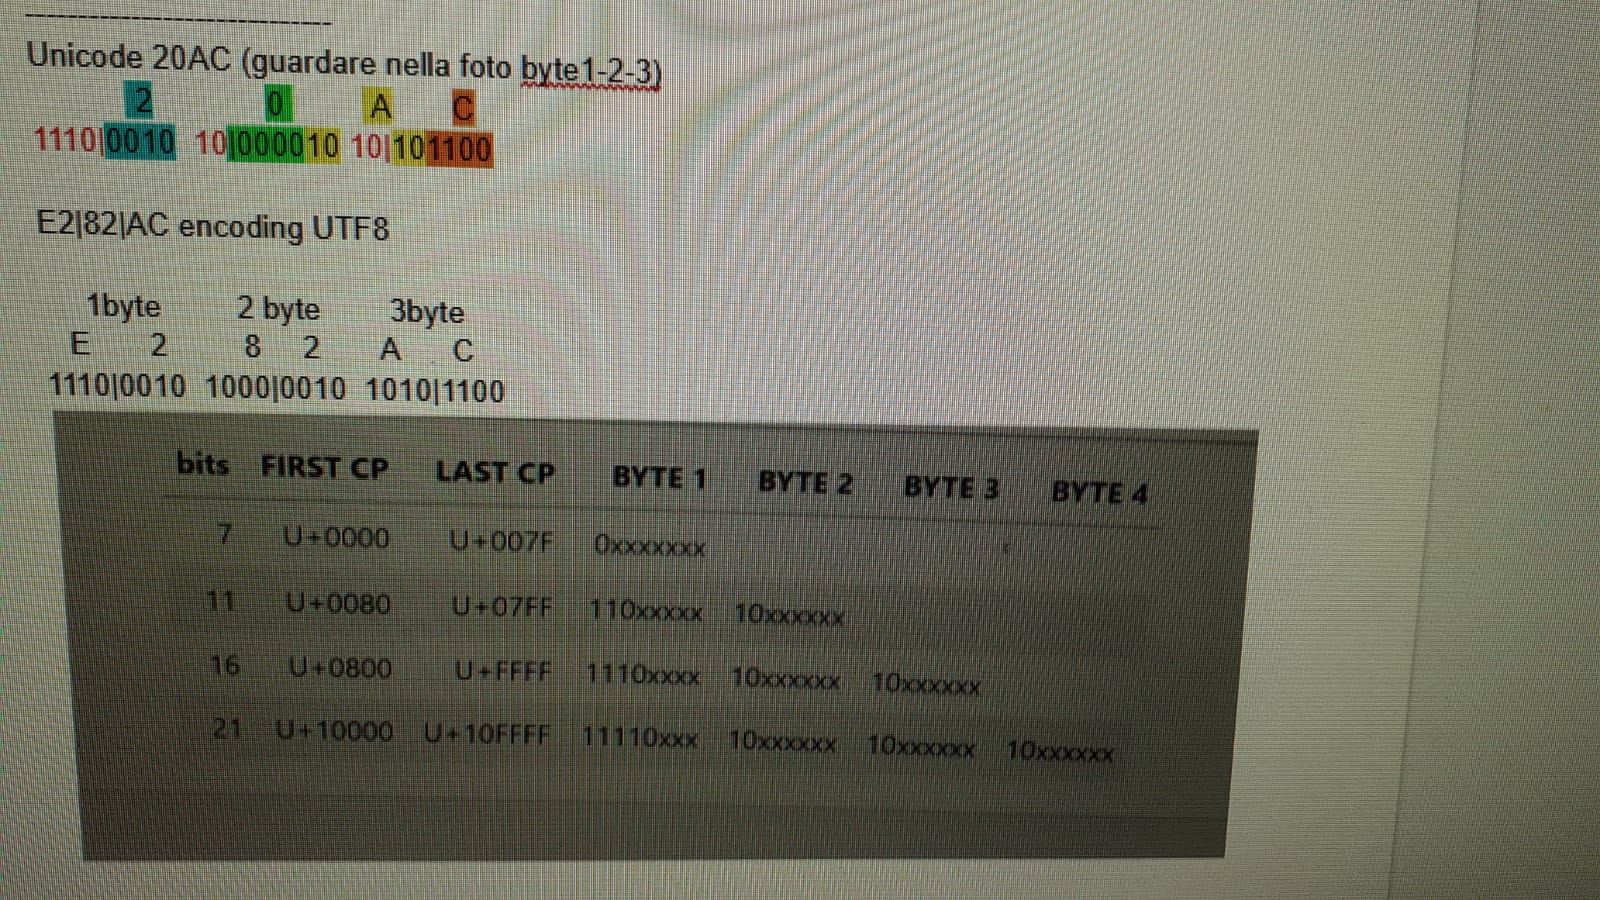 ----------------------------
Unicode 20AC (guardare nella foto byte1-2-3)
2 0 A C
1110|0010 10|000010 10|101100
E2|82|AC encoding UTF8
1byte 2 byte 3byte
E 2 8 2 A C
1110|0010 1000|0010 1010|1100
bits FIRST CP LAST CP BYTE 1 BYTE 2 BYTE 3 BYTE 4
7 U+0000 U+007F 0xxxxxxx
11 U+0080 U+07FF 110xxxxx 10xxxxxx
16 U+0800 U+FFFF 1110xxxx 10xxxxxx 10xxxxxx
21 U+10000 U+10FFFF 11110xxx 10xxxxxx 10xxxxxx 10xxxxxx